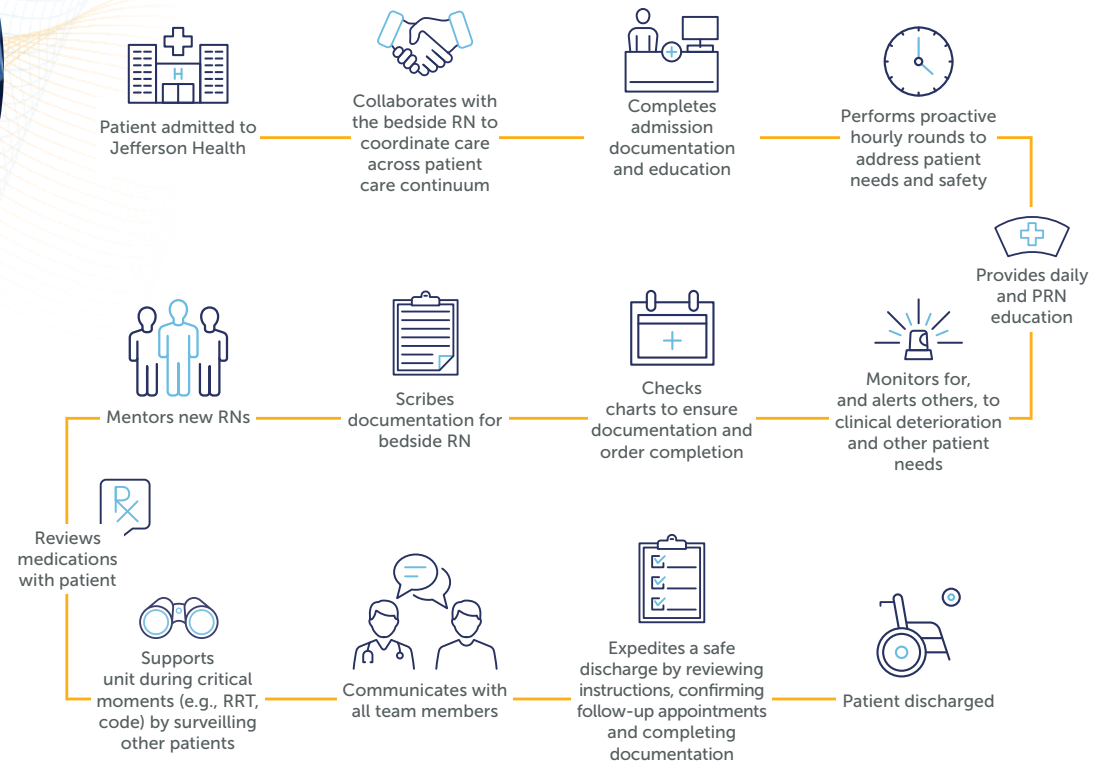 H
Patient admitted to
Jefferson Health
Collaborates with
the bedside RN to
coordinate care
across patient
care continuum
Completes
admission
documentation
and education
Performs proactive
hourly rounds to
address patient
needs and safety
Provides daily
and PRN
education
Monitors for,
and alerts others, to
clinical deterioration
and other patient
needs
Checks
charts to ensure
documentation and
order completion
Scribes
documentation for
bedside RN
Mentors new RNs
Rx
Reviews
medications
with patient
Supports
unit during critical
moments (e.g., RRT,
code) by surveilling
other patients
Communicates with
all team members
Expedites a safe
discharge by reviewing
instructions, confirming
follow-up appointments
and completing
documentation
Patient discharged